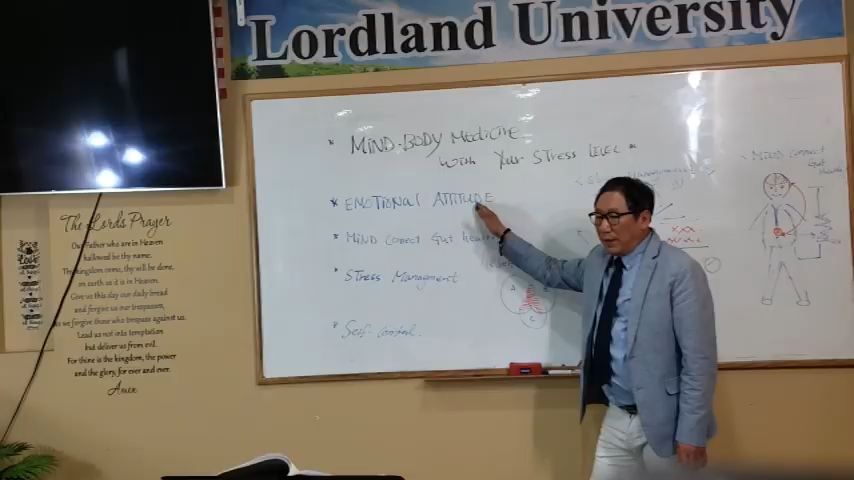 Lordland University
* MIND-BODY MEDICINE
with Your STress LEVEL *
* EMOTIONAL ATTITUDE
* MIND Connect Gut health
* STress Management
* Self-control.
MIND Connect
Gut
Health
A
B
C
The Lords Prayer
Our Father who are in Heaven
hallowed be thy name.
Thy kingdom come, thy will be done,
on earth as it is in Heaven
Give us this day our daily bread
and forgive us our trespasses,
as we forgive those who trespass against us.
Lead us not into temptation
but deliver us from evil.
For thine is the kingdom, the power
and the glory, for ever and ever.
Amen